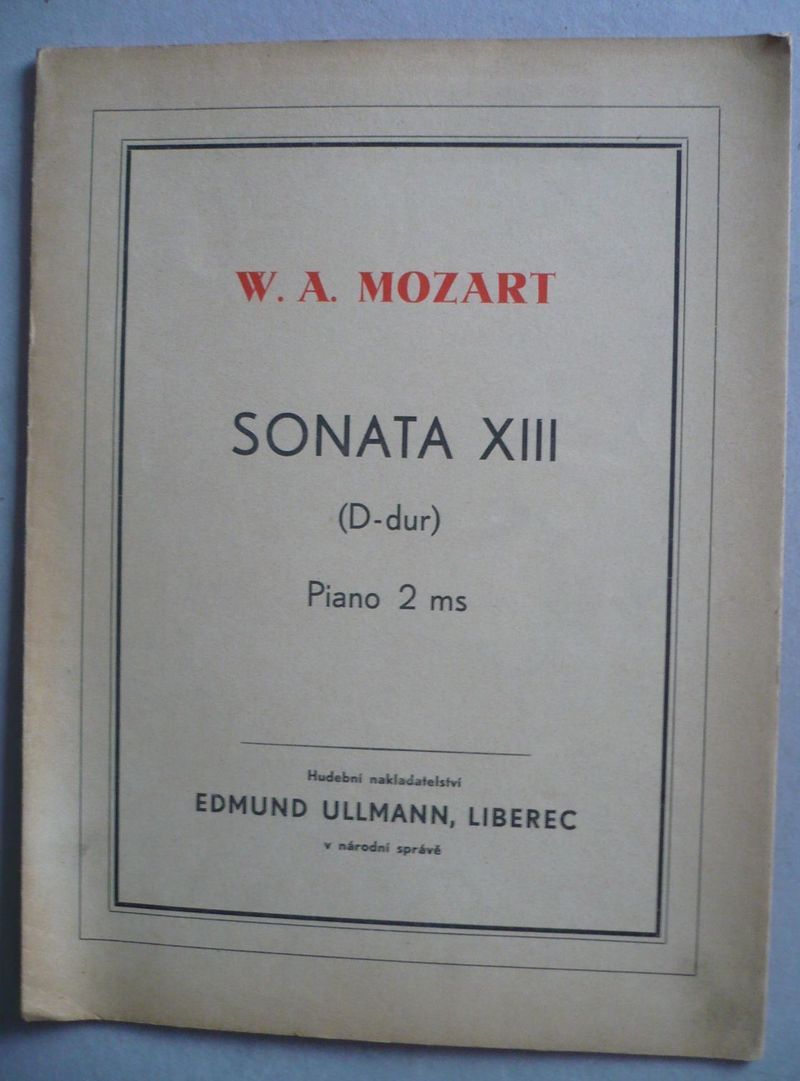 W. A. MOZART
SONATA XIII
(D-dur)
Piano 2 ms
Hudební nakladatelství
EDMUND ULLMANN, LIBEREC
v národní správě